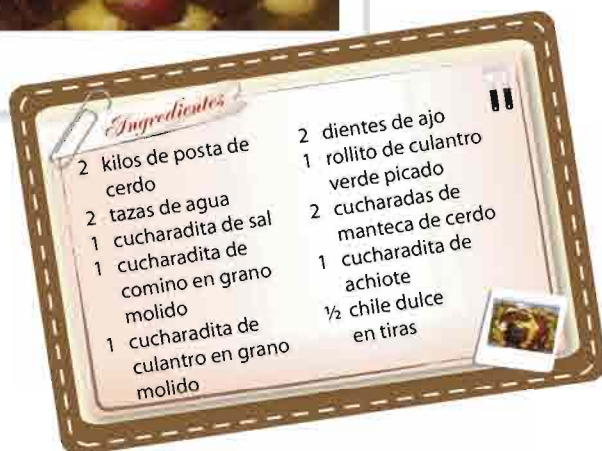 Ingredientes
2 kilos de posta de
cerdo
2 tazas de agua
1 cucharadita de sal
1 cucharadita de
comino en grano
molido
1 cucharadita de
culantro en grano
molido
2 dientes de ajo
1 rollito de culantro
verde picado
2 cucharadas de
manteca de cerdo
1 cucharadita de
achiote
½ chile dulce
en tiras